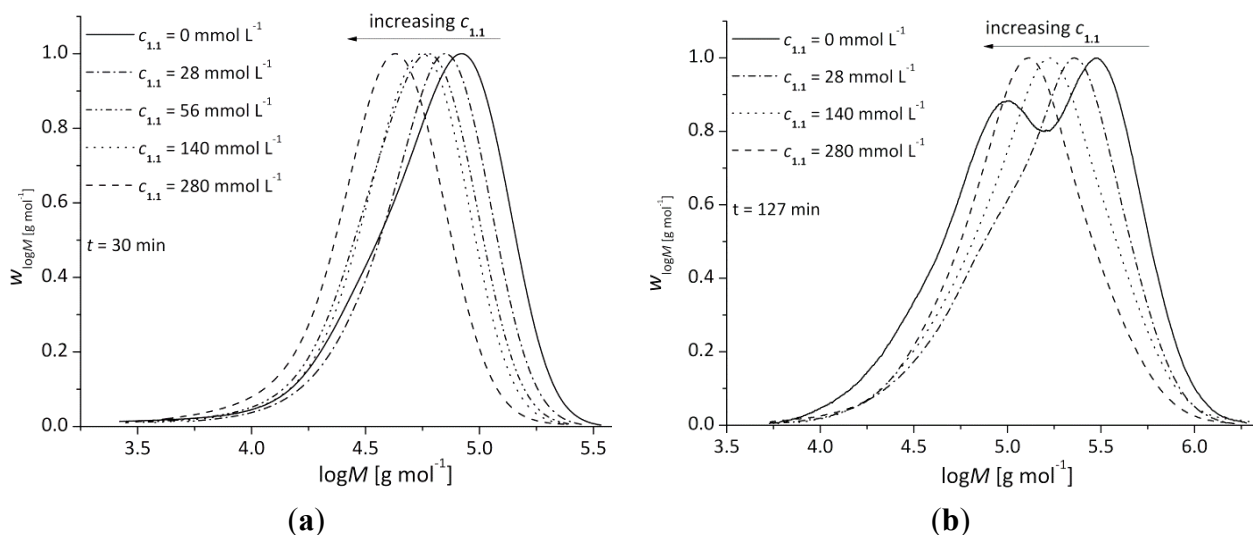 increasing c1.1
c1.1 = 0 mmol L-1
c1.1 = 28 mmol L-1
c1.1 = 56 mmol L-1
c1.1 = 140 mmol L-1
c1.1 = 280 mmol L-1
t = 30 min
wlogM [g mol-1]
1.0
0.8
0.6
0.4
0.2
0.0
3.5 4.0 4.5 5.0 5.5
logM [g mol-1]
(a)
increasing c1.1
c1.1 = 0 mmol L-1
c1.1 = 28 mmol L-1
c1.1 = 140 mmol L-1
c1.1 = 280 mmol L-1
t = 127 min
wlogM [g mol-1]
1.0
0.8
0.6
0.4
0.2
0.0
3.5 4.0 4.5 5.0 5.5 6.0
logM [g mol-1]
(b)